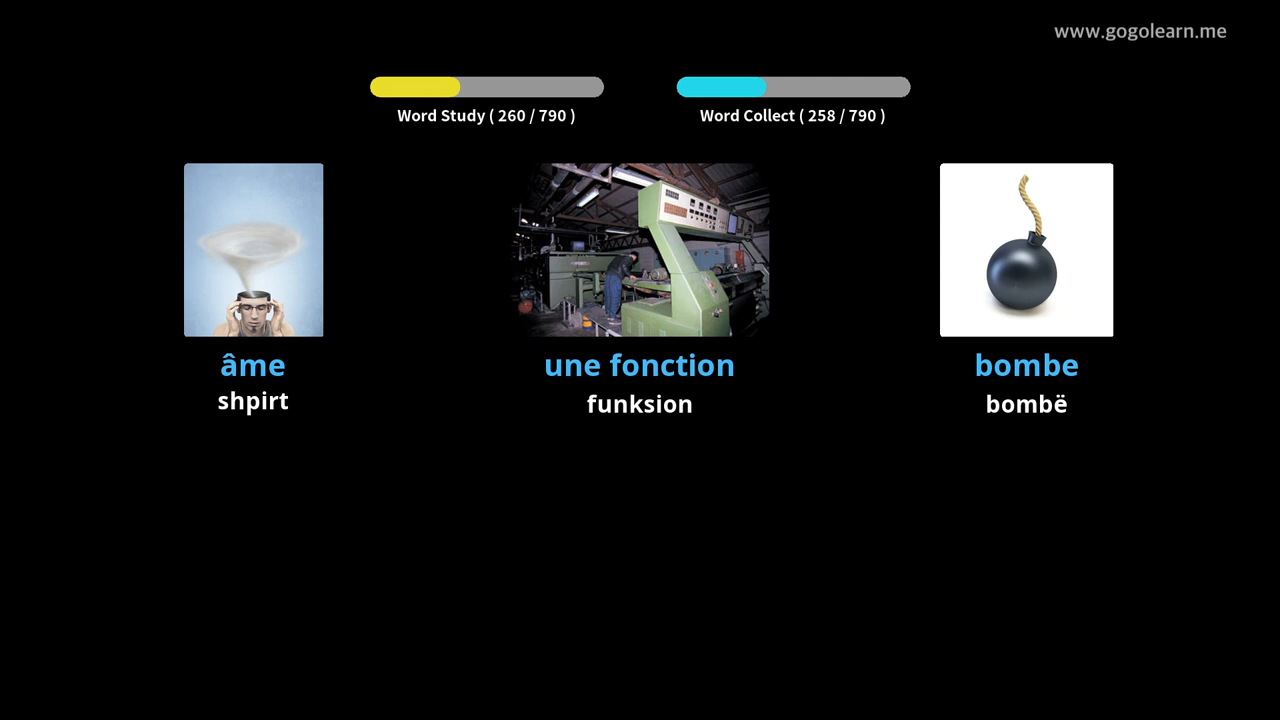 www.gogolearn.me
Word Study ( 260 / 790 )
Word Collect ( 258 / 790 )
âme
shpirt
une fonction
funksion
bombe
bombë